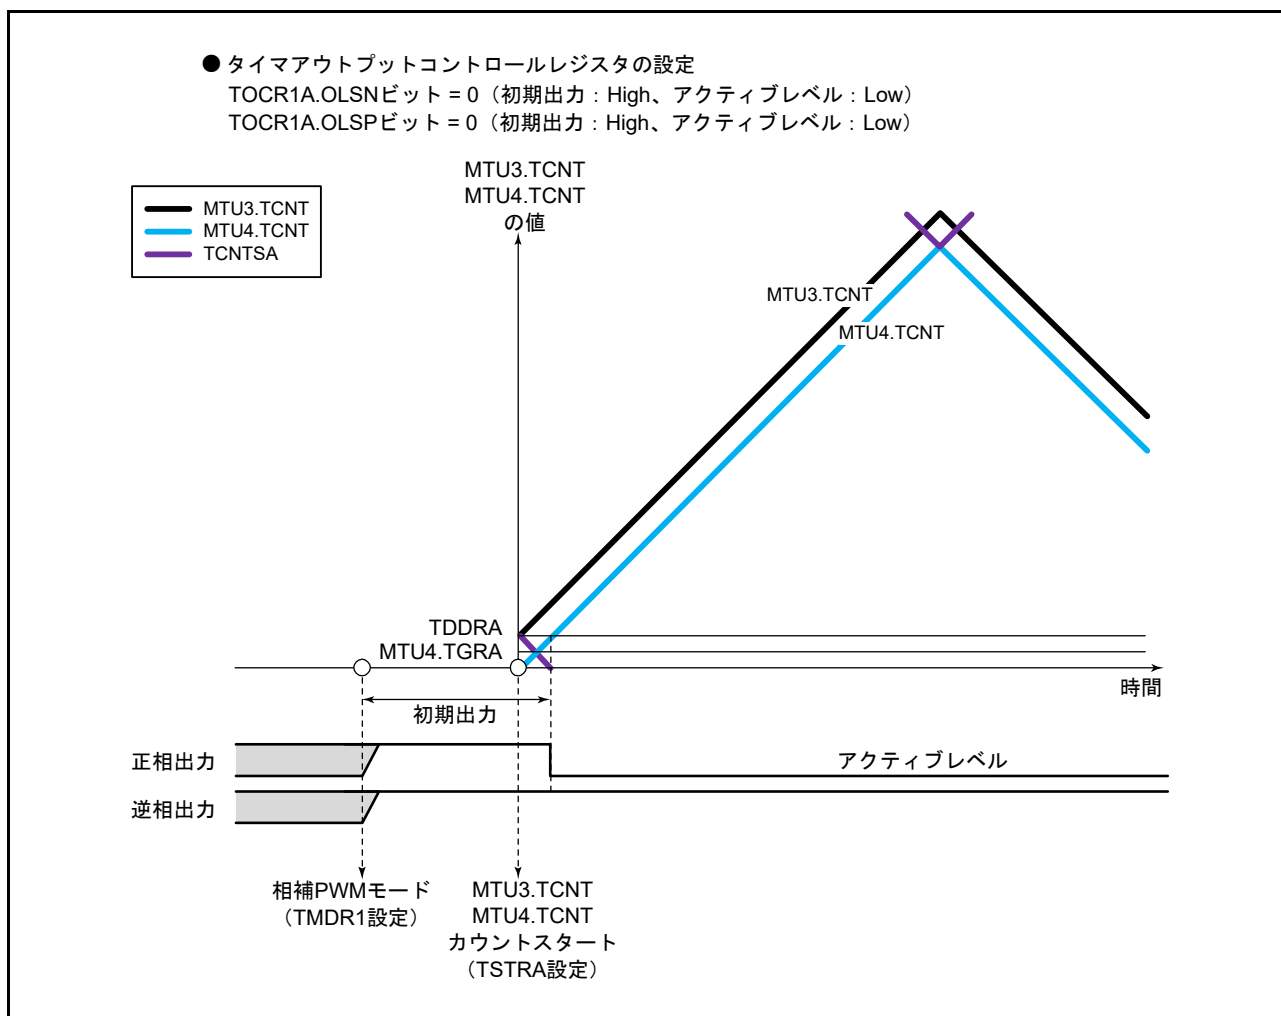 ● タイマアウトプットコントロールレジスタの設定
TOCR1A.OLSNビット = 0（初期出力：High、アクティブレベル：Low）
TOCR1A.OLSPビット = 0（初期出力：High、アクティブレベル：Low）
MTU3.TCNT
MTU4.TCNT
の値
MTU3.TCNT
MTU4.TCNT
TCNTSA
MTU3.TCNT
MTU4.TCNT
TDDRA
MTU4.TGRA
時間
初期出力
正相出力
アクティブレベル
逆相出力
相補PWMモード
（TMDR1設定）
MTU3.TCNT
MTU4.TCNT
カウントスタート
（TSTRA設定）